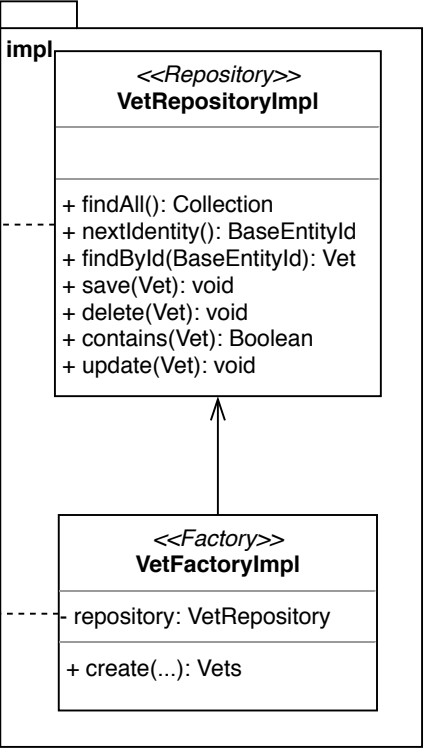 impl
<<Repository>>
VetRepositoryImpl
+ findAll(): Collection
+ nextIdentity(): BaseEntityId
+ findById(BaseEntityId): Vet
+ save(Vet): void
+ delete(Vet): void
+ contains(Vet): Boolean
+ update(Vet): void
<<Factory>>
VetFactoryImpl
- repository: VetRepository
+ create(...): Vets